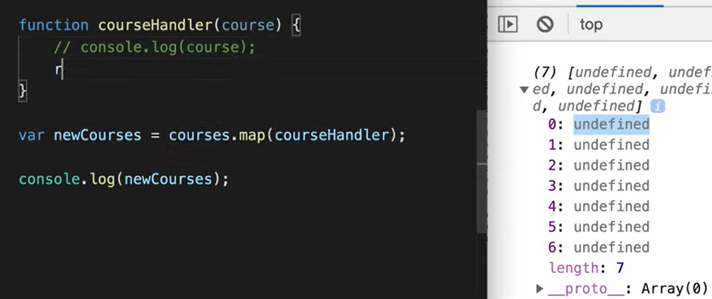 function courseHandler(course) {
// console.log(course);
r
}
var newCourses = courses.map(courseHandler);
console.log(newCourses);
top
(7) [undefined, undefin
ed, undefined, undefine
d, undefined] i
0: undefined
1: undefined
2: undefined
3: undefined
4: undefined
5: undefined
6: undefined
length: 7
__proto__: Array(0)